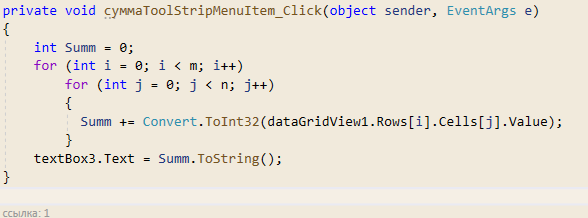 private void суммаToolStripMenuItem_Click(object sender, EventArgs e)
{
int Summ = 0;
for (int i = 0; i < m; i++)
for (int j = 0; j < n; j++)
{
Summ += Convert.ToInt32(dataGridView1.Rows[i].Cells[j].Value);
}
textBox3.Text = Summ.ToString();
}
ссылка: 1